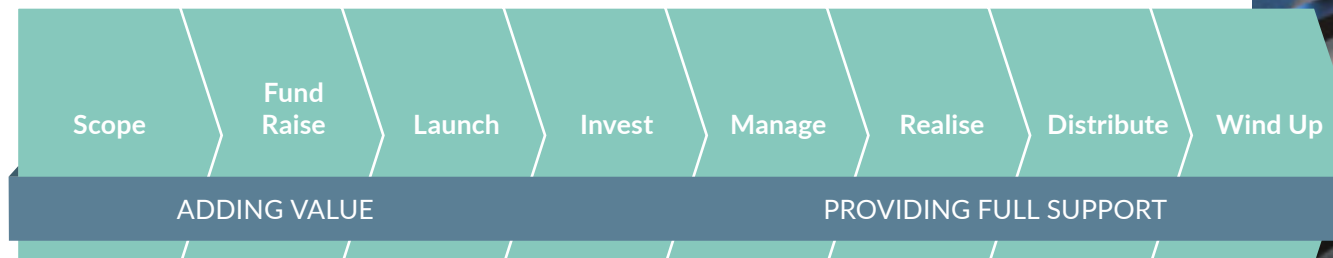 Scope
Fund
Raise
Launch
Invest
Manage
Realise
Distribute
Wind Up
ADDING VALUE
PROVIDING FULL SUPPORT